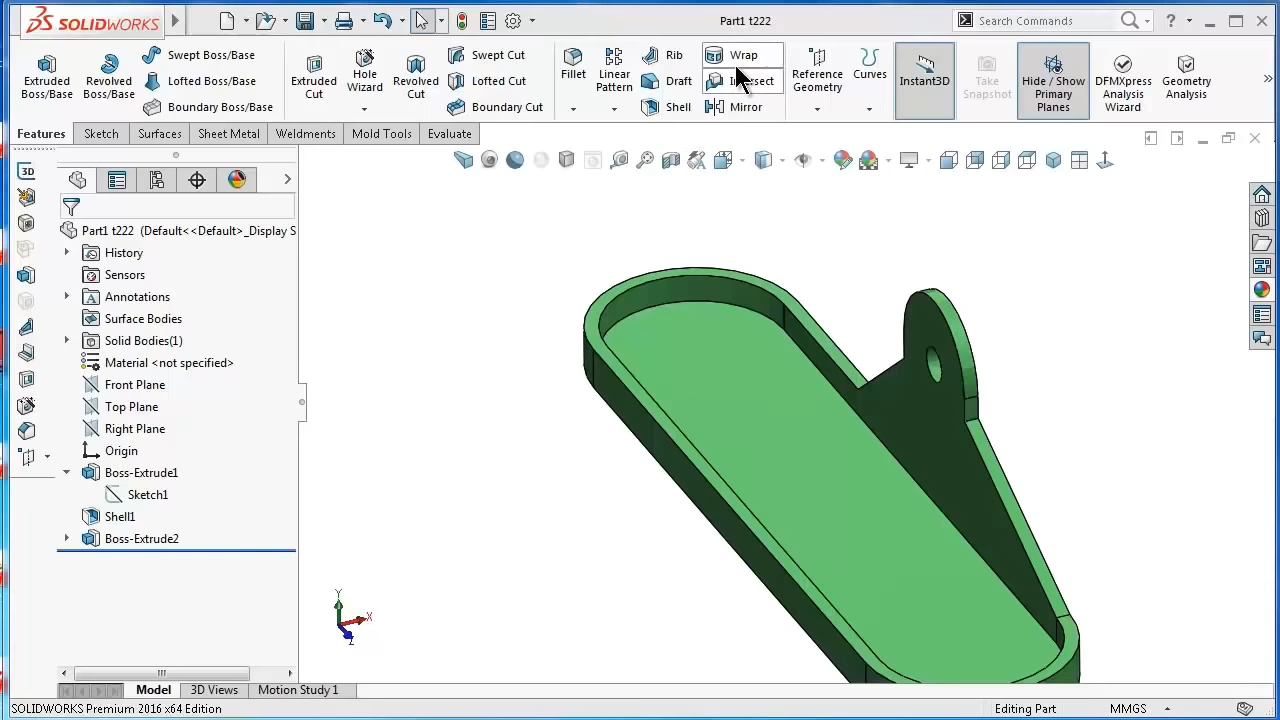 SOLIDWORKS
Part1 t222
Search Commands
Extruded Boss/Base
Revolved Boss/Base
Swept Boss/Base
Lofted Boss/Base
Boundary Boss/Base
Extruded Cut
Hole Wizard
Revolved Cut
Swept Cut
Lofted Cut
Boundary Cut
Fillet
Linear Pattern
Rib
Draft
Shell
Wrap
Mirror
Reference Geometry
Curves
Instant3D
Take Snapshot
Hide / Show Primary Planes
DFMXpress Analysis Wizard
Geometry Analysis
Features
Sketch
Surfaces
Sheet Metal
Weldments
Mold Tools
Evaluate
3D
Part1 t222 (Default<<Default>_Display S
History
Sensors
Annotations
Surface Bodies
Solid Bodies(1)
Material <not specified>
Front Plane
Top Plane
Right Plane
Origin
Boss-Extrude1
Sketch1
Shell1
Boss-Extrude2
Y
X
Z
Model
3D Views
Motion Study 1
SOLIDWORKS Premium 2016 x64 Edition
Editing Part
MMGS